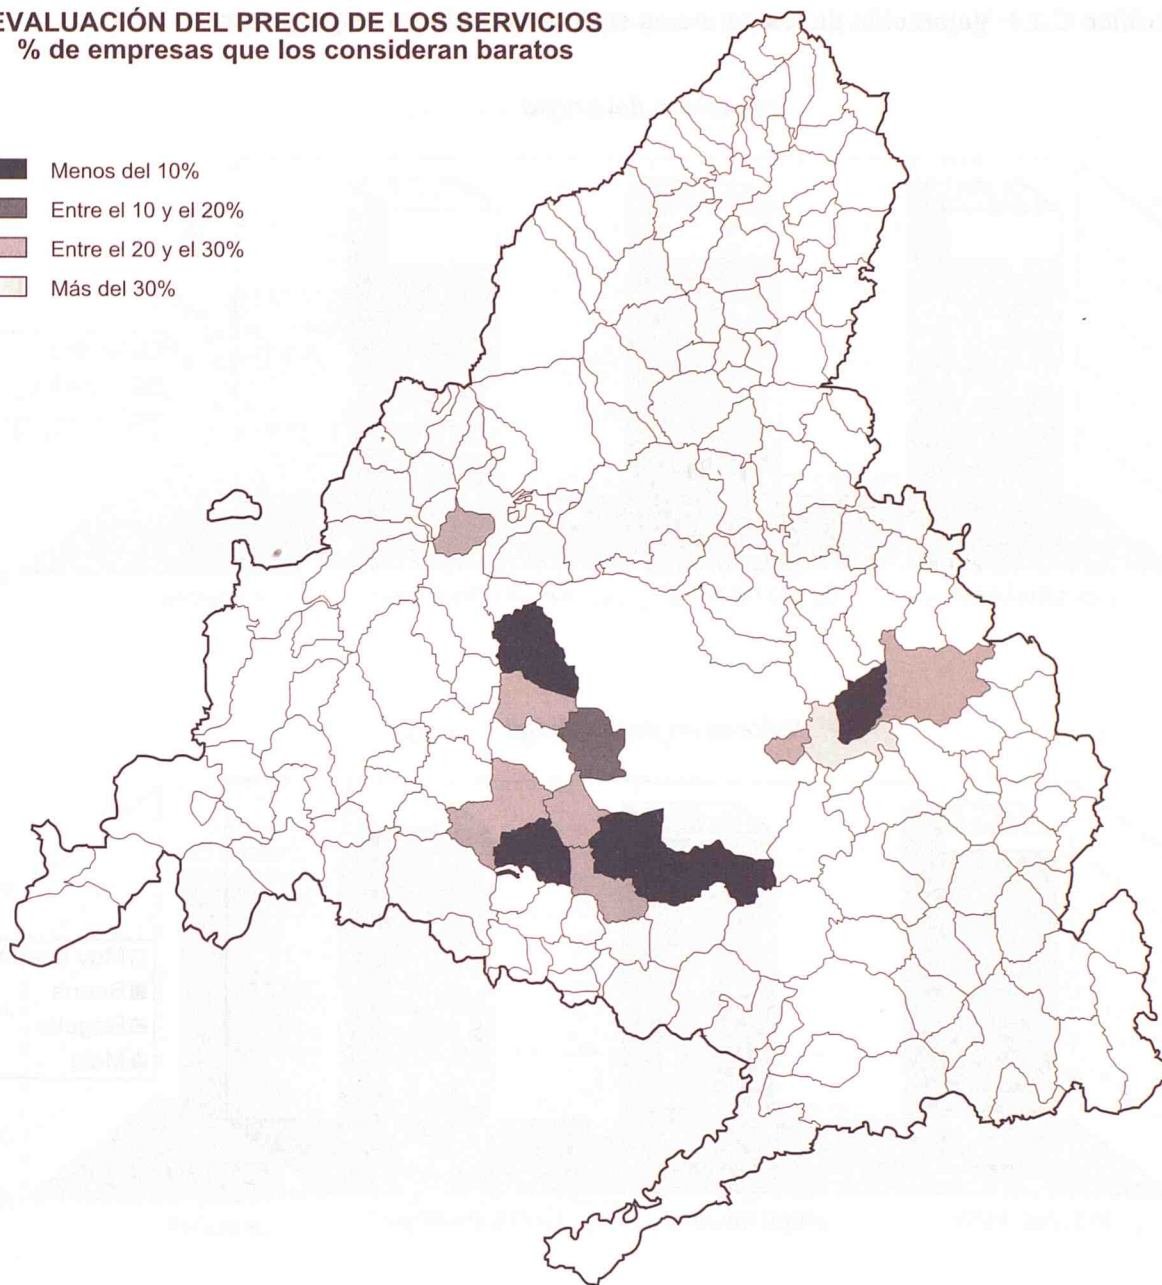 EVALUACIÓN DEL PRECIO DE LOS SERVICIOS
% de empresas que los consideran baratos
Menos del 10%
Entre el 10 y el 20%
Entre el 20 y el 30%
Más del 30%